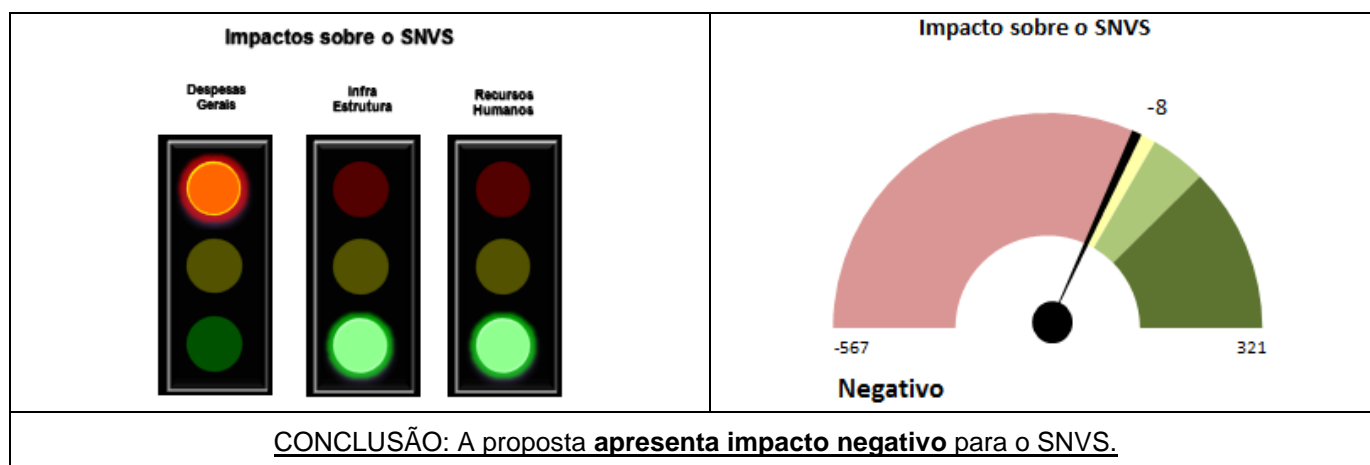 Impactos sobre o SNVS
Despesas
Gerais
Infra
Estrutura
Recursos
Humanos
Impacto sobre o SNVS
-8
-567
321
Negativo
CONCLUSÃO: A proposta apresenta impacto negativo para o SNVS.